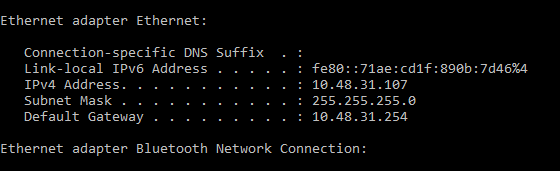 Ethernet adapter Ethernet:
Connection-specific DNS Suffix . :
Link-local IPv6 Address . . . . . : fe80::71ae:cd1f:890b:7d46%4
IPv4 Address. . . . . . . . . . . : 10.48.31.107
Subnet Mask . . . . . . . . . . . : 255.255.255.0
Default Gateway . . . . . . . . . : 10.48.31.254
Ethernet adapter Bluetooth Network Connection: